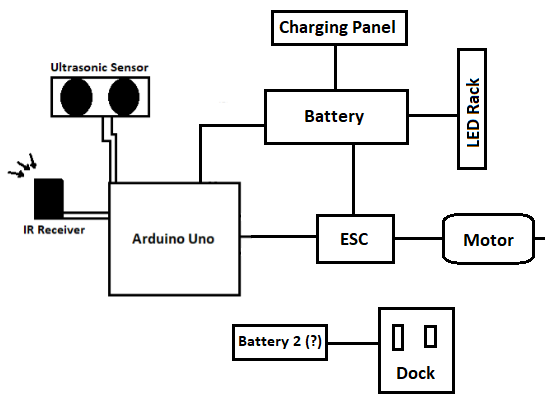 Charging Panel
Ultrasonic Sensor
LED Rack
Battery
IR Receiver
Arduino Uno
ESC
Motor
Battery 2 (?)
Dock